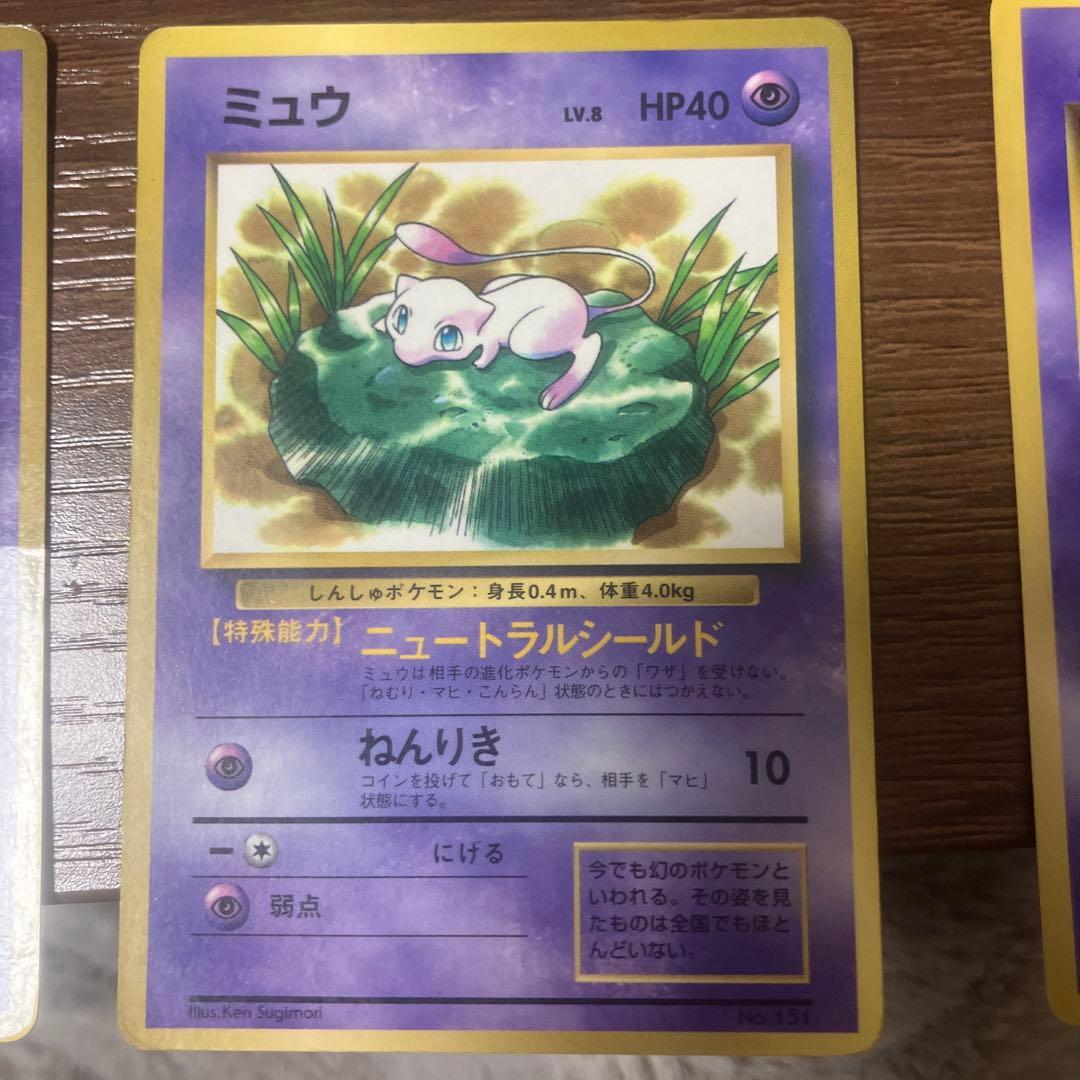 ミュウ LV.8 HP40
しんしゅポケモン：身長0.4m、体重4.0kg
【特殊能力】 ニュートラルシールド
ミュウは相手の進化ポケモンからの「ワザ」を受けない。
「ねむり・マヒ・こんらん」状態のときにはつかえない。
ねんりき 10
コインを投げて「おもて」なら、相手を「マヒ」
状態にする。
ー にげる
弱点
今でも幻のポケモンと
いわれる。その姿を見
たものは全国でもほと
んどいない。
Illus.Ken Sugimori No.151